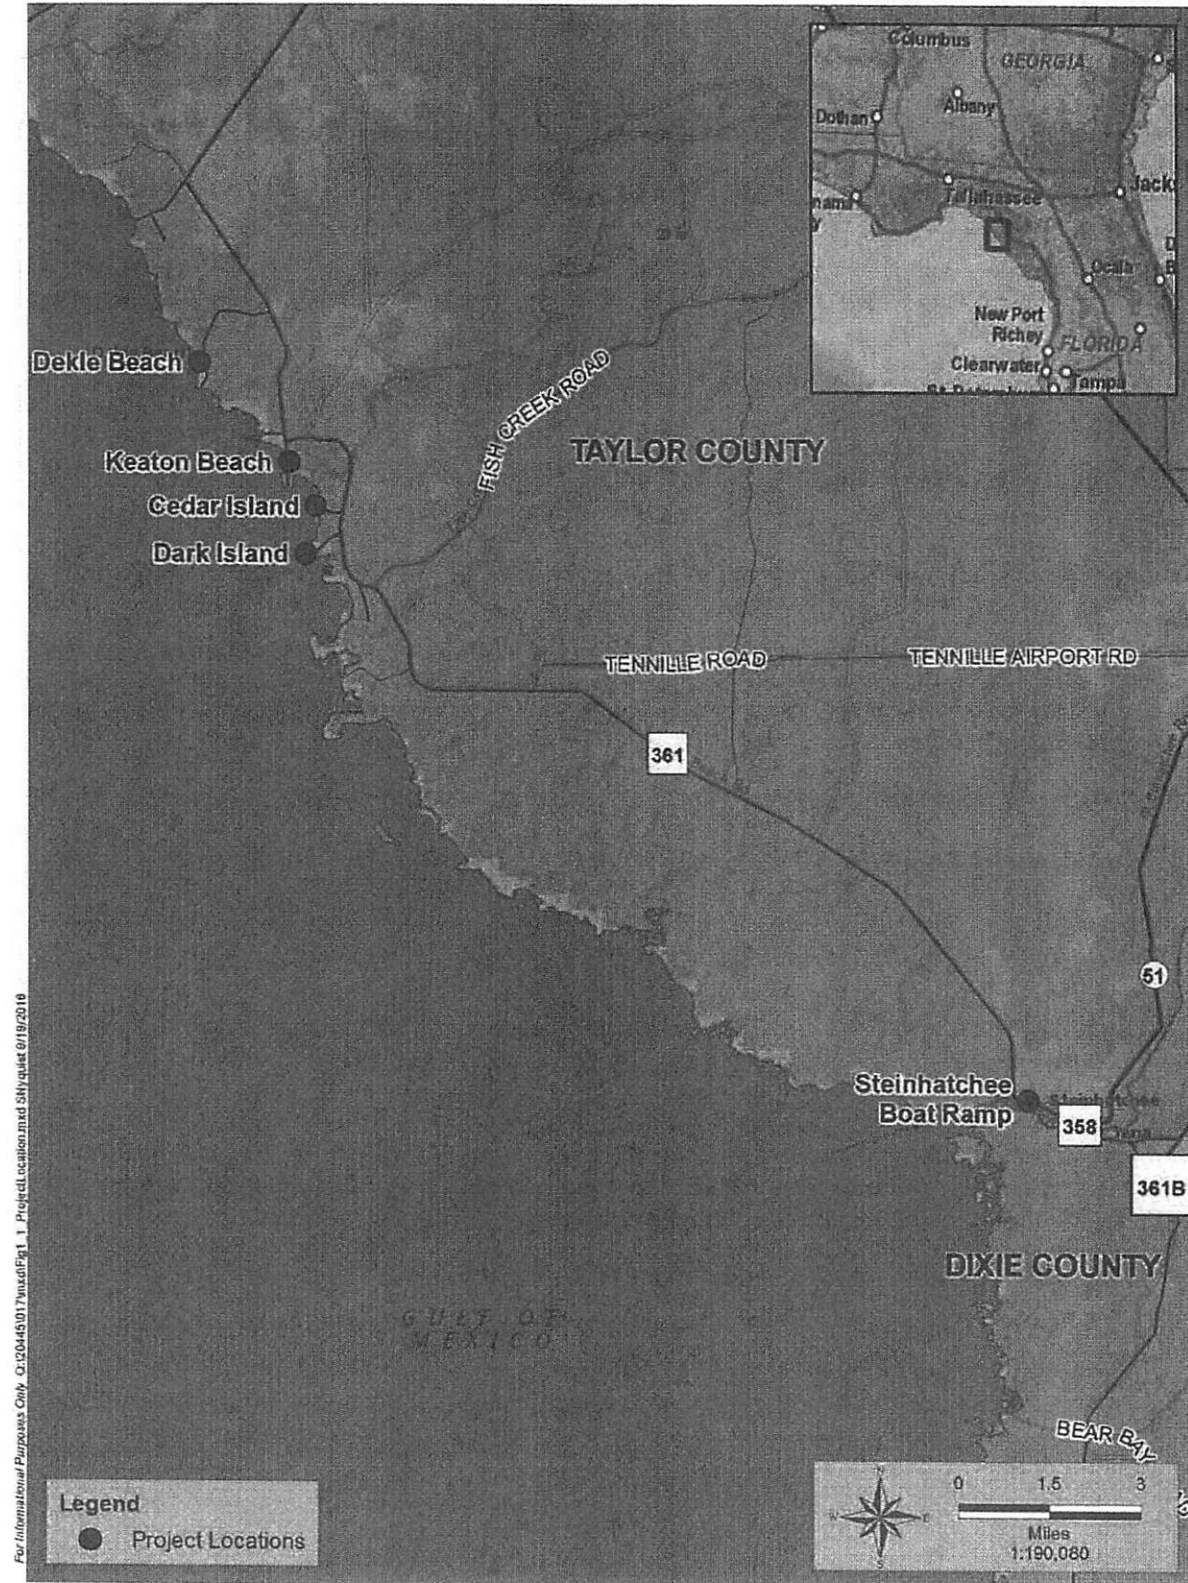 Columbus
GEORGIA
Albany
Dothan
Tallahassee
Jack
nama
y
Ocala
D
B
New Port
Richey
FLORIDA
Clearwater
Tampa
Dekle Beach
FISH CREEK ROAD
TAYLOR COUNTY
Keaton Beach
Cedar Island
Dark Island
TENNILLE ROAD
TENNILLE AIRPORT RD
361
51
Steinhatchee
Boat Ramp
Steinhatchee
358
Jena
361B
DIXIE COUNTY
GULF OF
MEXICO
BEAR BAY
Legend
Project Locations
N
W
E
S
0 1.5 3
Miles
1:190,080
For Informational Purposes Only